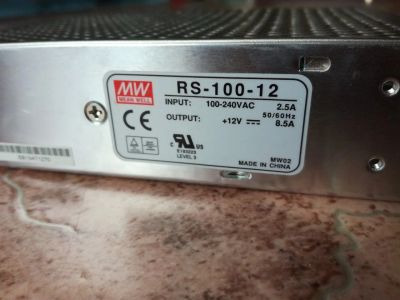 MW
MEAN WELL
RS-100-12
INPUT: 100-240VAC 2.5A
50/60Hz
OUTPUT: +12V 8.5A
CE
c RU us
LEVEL 3
MW02
MADE IN CHINA